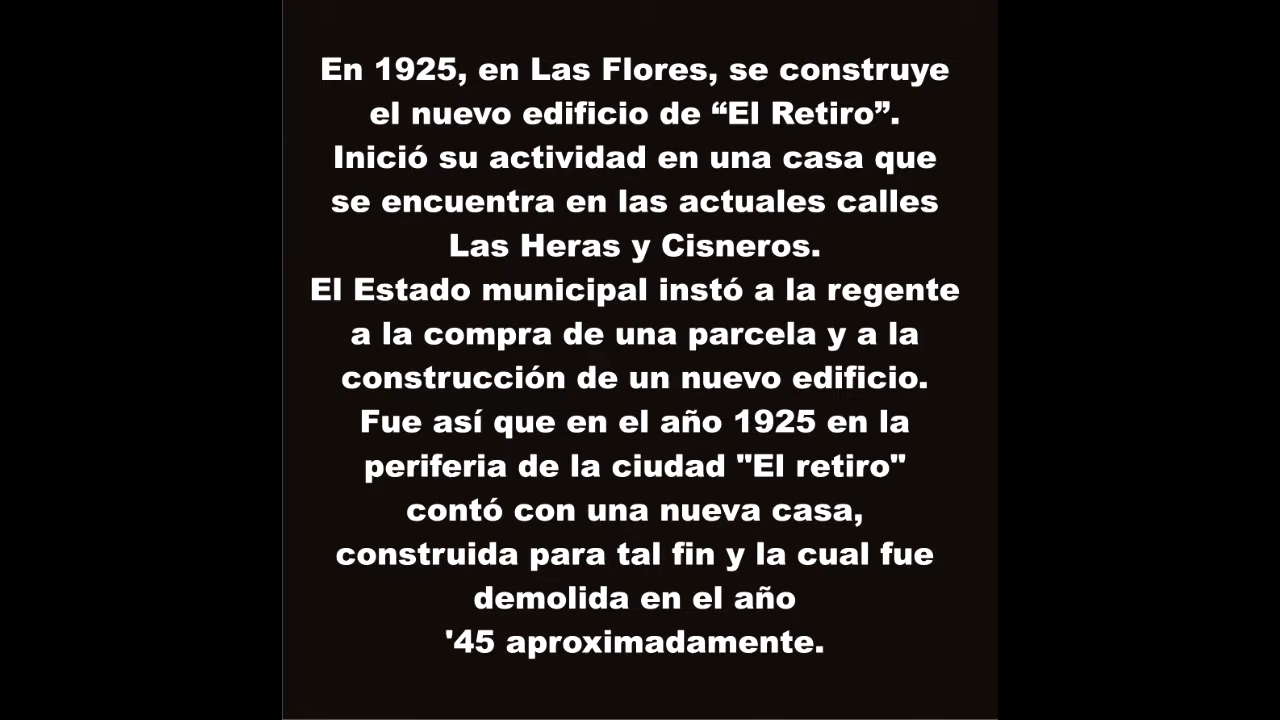 En 1925, en Las Flores, se construye
el nuevo edificio de “El Retiro”.
Inició su actividad en una casa que
se encuentra en las actuales calles
Las Heras y Cisneros.
El Estado municipal instó a la regente
a la compra de una parcela y a la
construcción de un nuevo edificio.
Fue así que en el año 1925 en la
periferia de la ciudad "El retiro"
contó con una nueva casa,
construida para tal fin y la cual fue
demolida en el año
'45 aproximadamente.